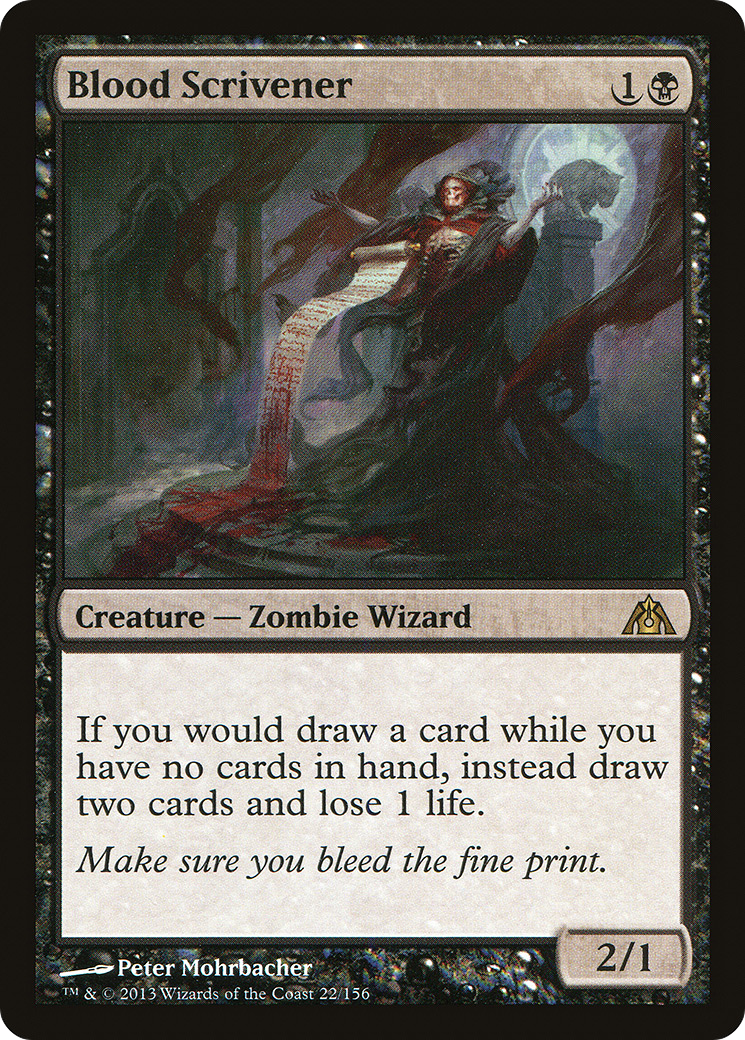 Blood Scrivener 1
Creature — Zombie Wizard
If you would draw a card while you
have no cards in hand, instead draw
two cards and lose 1 life.
Make sure you bleed the fine print.
2/1
Peter Mohrbacher
™ & © 2013 Wizards of the Coast 22/156